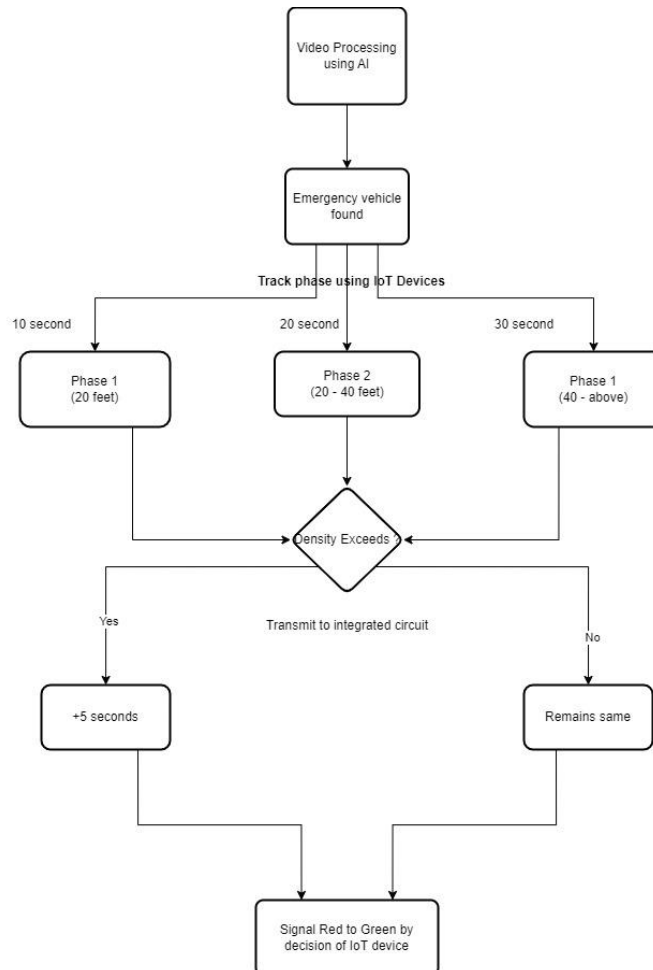 Video Processing
using AI
Emergency vehicle
found
Track phase using IoT Devices
10 second
20 second
30 second
Phase 1
(20 feet)
Phase 2
(20 - 40 feet)
Phase 1
(40 - above)
Density Exceeds ?
Yes
Transmit to integrated circuit
No
+5 seconds
Remains same
Signal Red to Green by
decision of IoT device